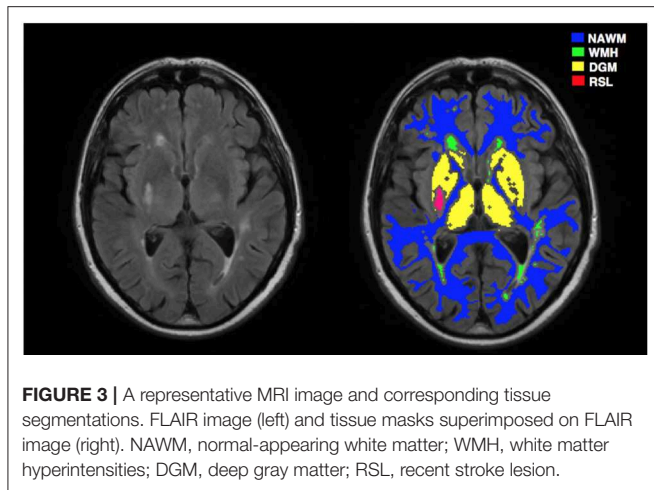 NAWM
WMH
DGM
RSL
FIGURE 3 | A representative MRI image and corresponding tissue
segmentations. FLAIR image (left) and tissue masks superimposed on FLAIR
image (right). NAWM, normal-appearing white matter; WMH, white matter
hyperintensities; DGM, deep gray matter; RSL, recent stroke lesion.